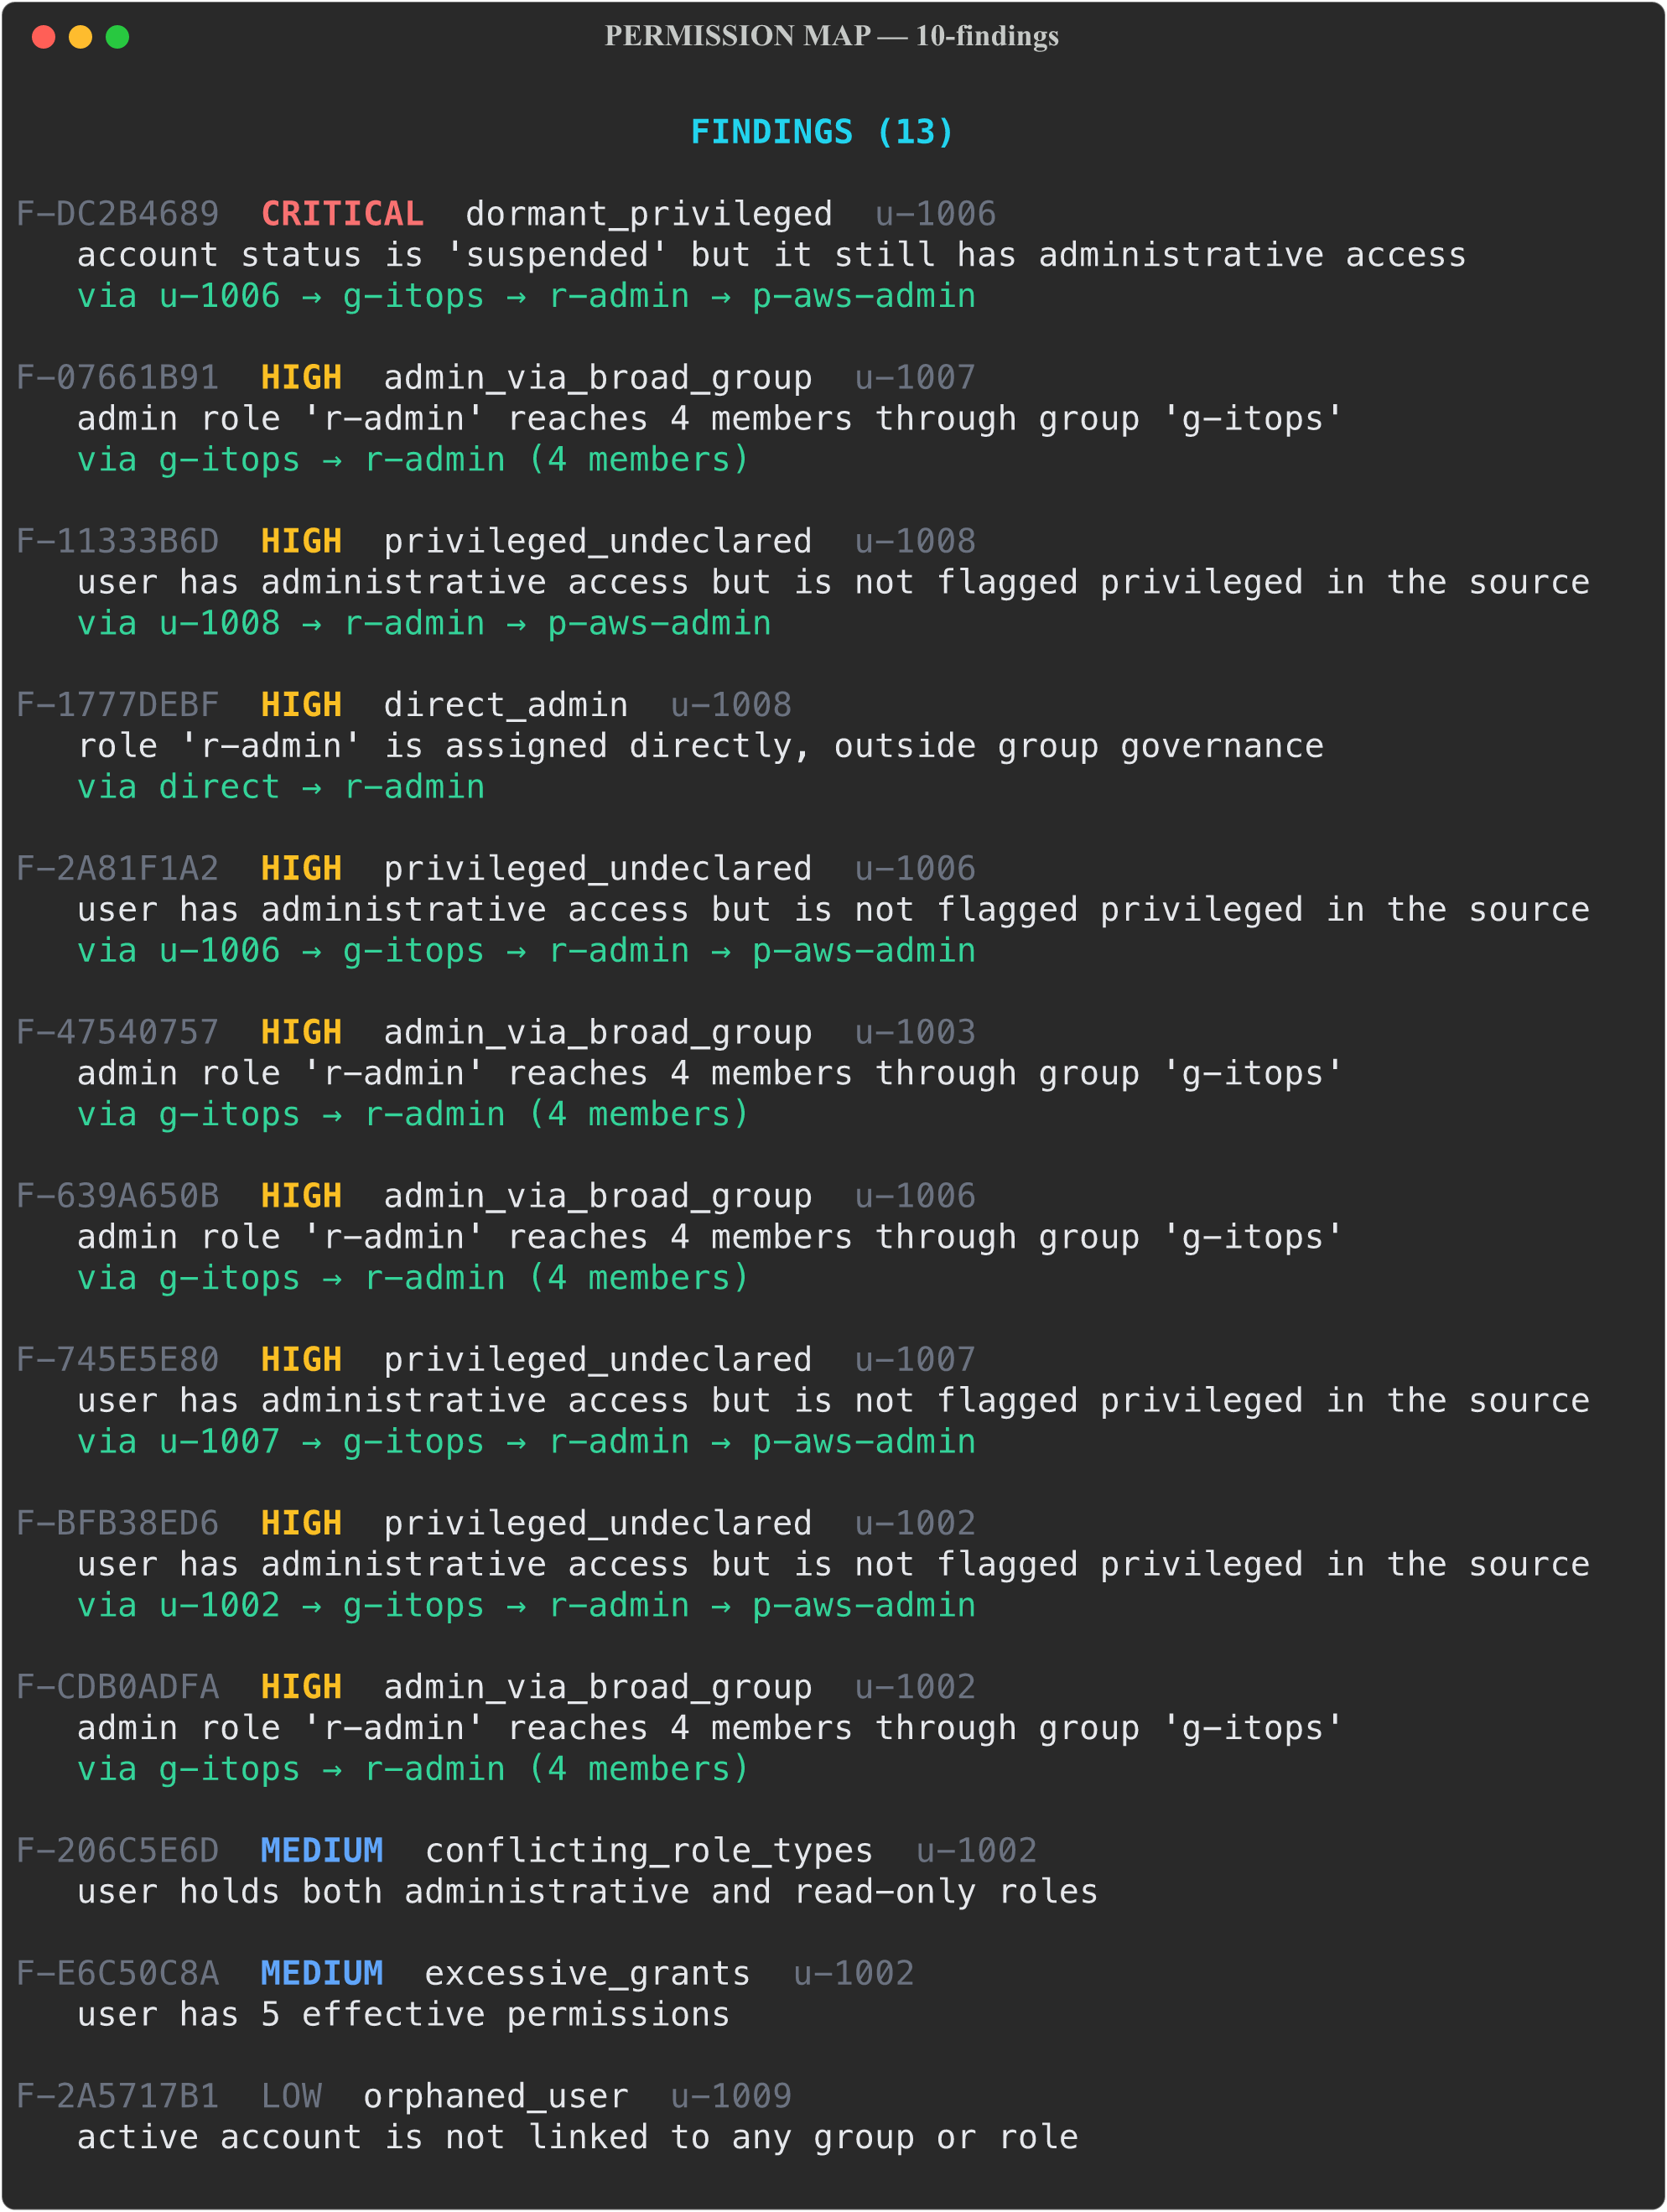 PERMISSION MAP — 10-findings
FINDINGS (13)
F-DC2B4689  CRITICAL  dormant_privileged  u-1006
account status is 'suspended' but it still has administrative access
via u-1006 → g-itops → r-admin → p-aws-admin
F-07661B91  HIGH  admin_via_broad_group  u-1007
admin role 'r-admin' reaches 4 members through group 'g-itops'
via g-itops → r-admin (4 members)
F-11333B6D  HIGH  privileged_undeclared  u-1008
user has administrative access but is not flagged privileged in the source
via u-1008 → r-admin → p-aws-admin
F-1777DEBF  HIGH  direct_admin  u-1008
role 'r-admin' is assigned directly, outside group governance
via direct → r-admin
F-2A81F1A2  HIGH  privileged_undeclared  u-1006
user has administrative access but is not flagged privileged in the source
via u-1006 → g-itops → r-admin → p-aws-admin
F-47540757  HIGH  admin_via_broad_group  u-1003
admin role 'r-admin' reaches 4 members through group 'g-itops'
via g-itops → r-admin (4 members)
F-639A650B  HIGH  admin_via_broad_group  u-1006
admin role 'r-admin' reaches 4 members through group 'g-itops'
via g-itops → r-admin (4 members)
F-745E5E80  HIGH  privileged_undeclared  u-1007
user has administrative access but is not flagged privileged in the source
via u-1007 → g-itops → r-admin → p-aws-admin
F-BFB38ED6  HIGH  privileged_undeclared  u-1002
user has administrative access but is not flagged privileged in the source
via u-1002 → g-itops → r-admin → p-aws-admin
F-CDB0ADFA  HIGH  admin_via_broad_group  u-1002
admin role 'r-admin' reaches 4 members through group 'g-itops'
via g-itops → r-admin (4 members)
F-206C5E6D  MEDIUM  conflicting_role_types  u-1002
user holds both administrative and read-only roles
F-E6C50C8A  MEDIUM  excessive_grants  u-1002
user has 5 effective permissions
F-2A5717B1  LOW  orphaned_user  u-1009
active account is not linked to any group or role